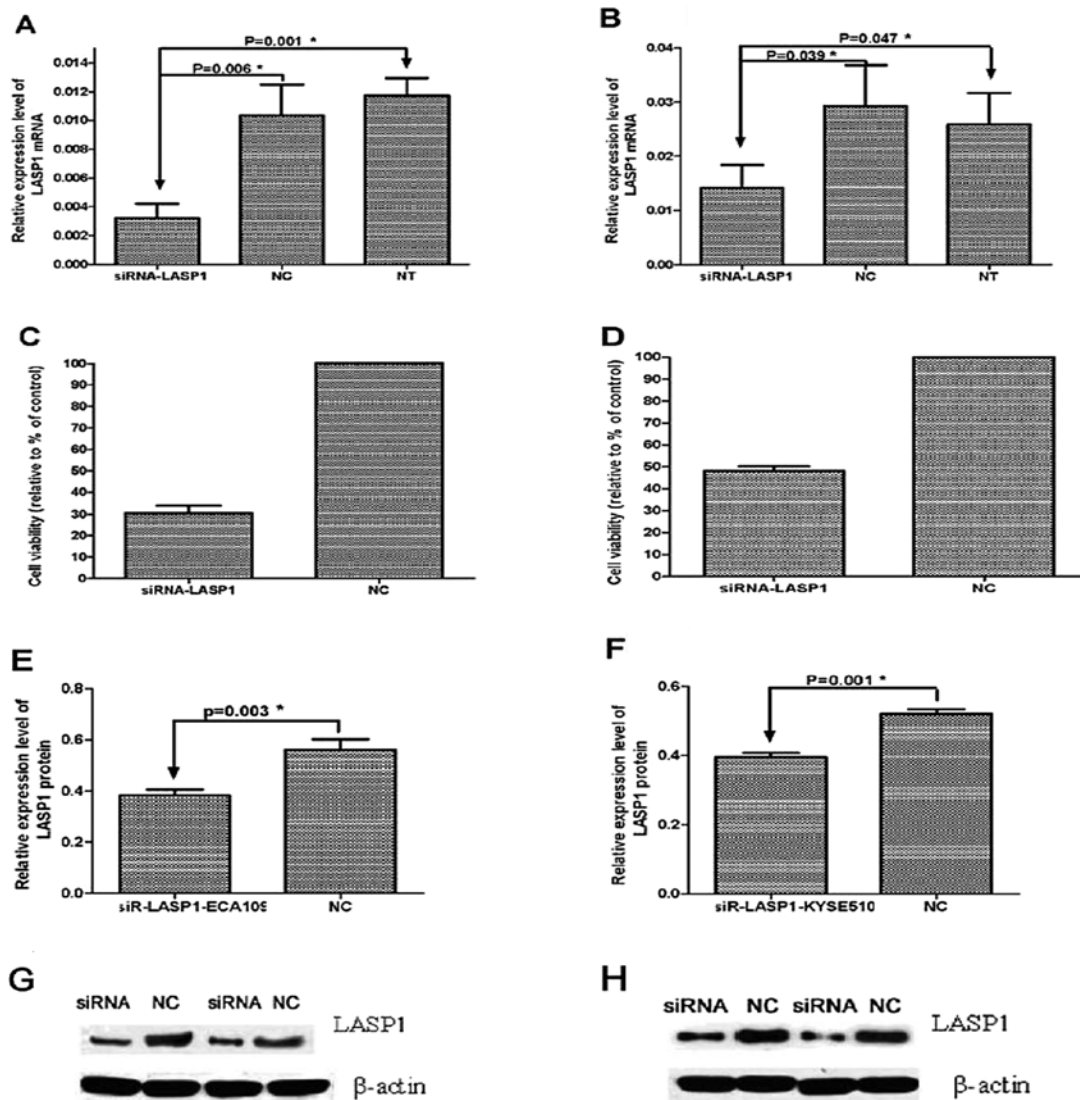 A
Relative expression level of
LASP1 mRNA
0.014
0.012
0.010
0.008
0.006
0.004
0.002
0.000
P=0.001 *
P=0.006 *
siRNA-LASP1 NC NT
B
Relative expression level of
LASP1 mRNA
0.04
0.03
0.02
0.01
0.00
P=0.047 *
P=0.039 *
siRNA-LASP1 NC NT
C
Cell viability (relative to % of control)
100
90
80
70
60
50
40
30
20
10
0
siRNA-LASP1 NC
D
Cell viability (relative to % of control)
100
90
80
70
60
50
40
30
20
10
0
siRNA-LASP1 NC
E
Relative expression level of
LASP1 protein
0.8
0.6
0.4
0.2
0.0
p=0.003 *
siR-LASP1-ECA109 NC
F
Relative expression level of
LASP1 protein
0.6
0.4
0.2
0.0
P=0.001 *
siR-LASP1-KYSE510 NC
G
siRNA NC siRNA NC
LASP1
β-actin
H
siRNA NC siRNA NC
LASP1
β-actin